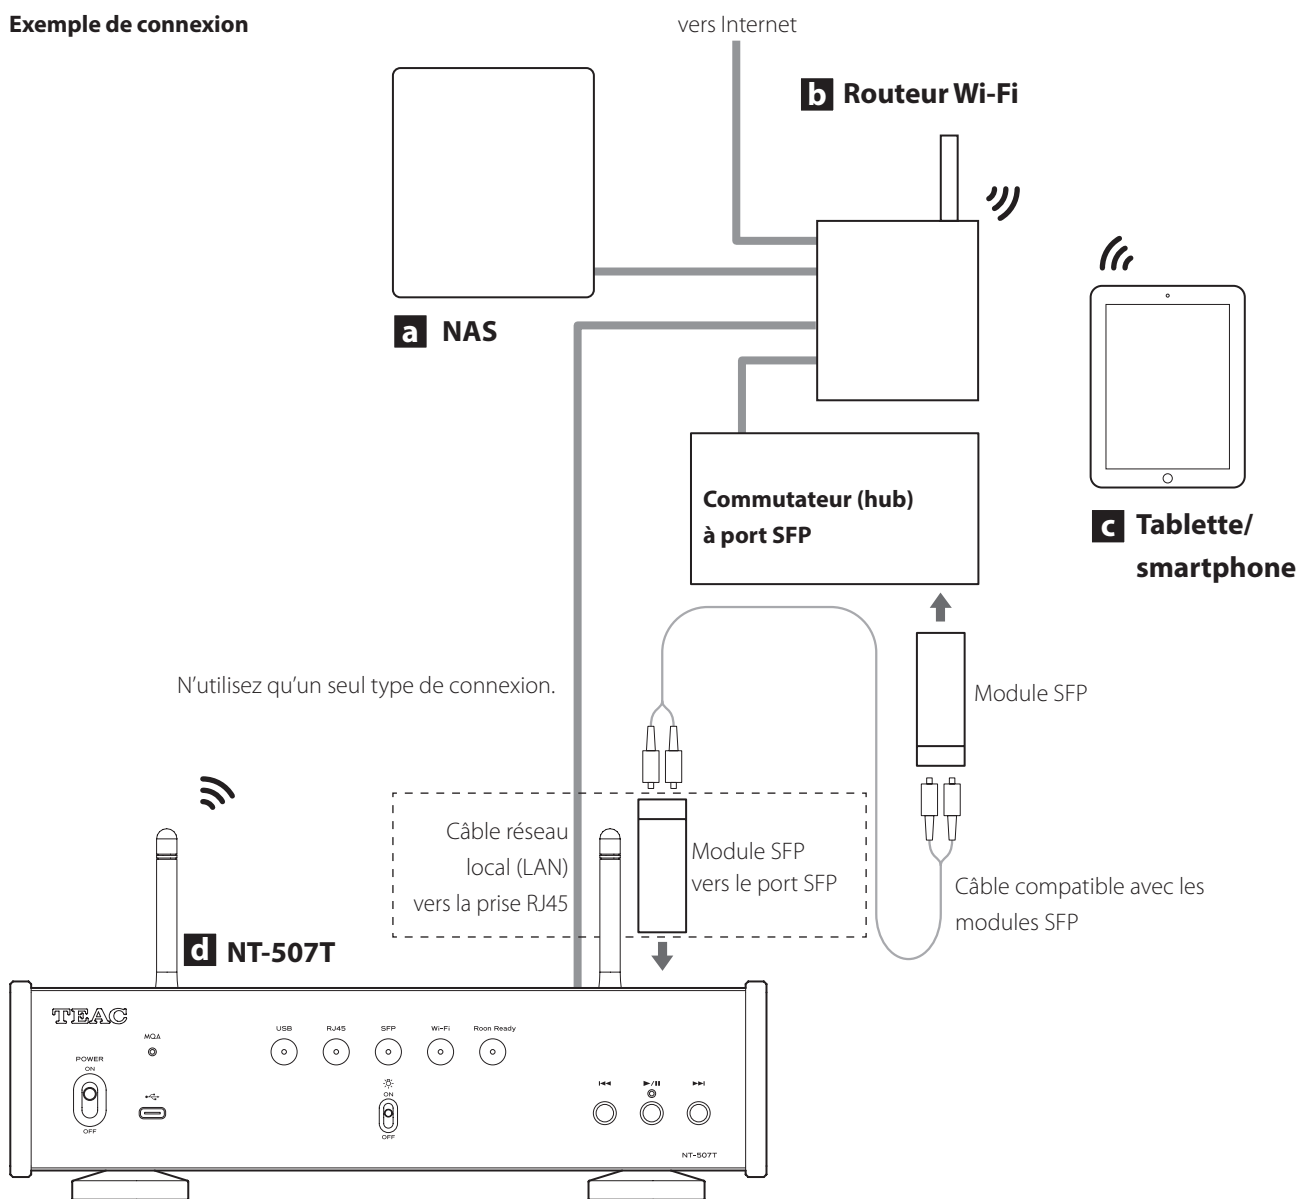 Exemple de connexion
vers Internet
b Routeur Wi-Fi
a NAS
Commutateur (hub)
à port SFP
c Tablette/
smartphone
N’utilisez qu’un seul type de connexion.
Module SFP
Câble réseau
local (LAN)
vers la prise RJ45
Module SFP
vers le port SFP
Câble compatible avec les
modules SFP
d NT-507T
TEAC
MQA
USB
RJ45
SFP
Wi-Fi
Roon Ready
POWER
ON
OFF
ON
OFF
NT-507T